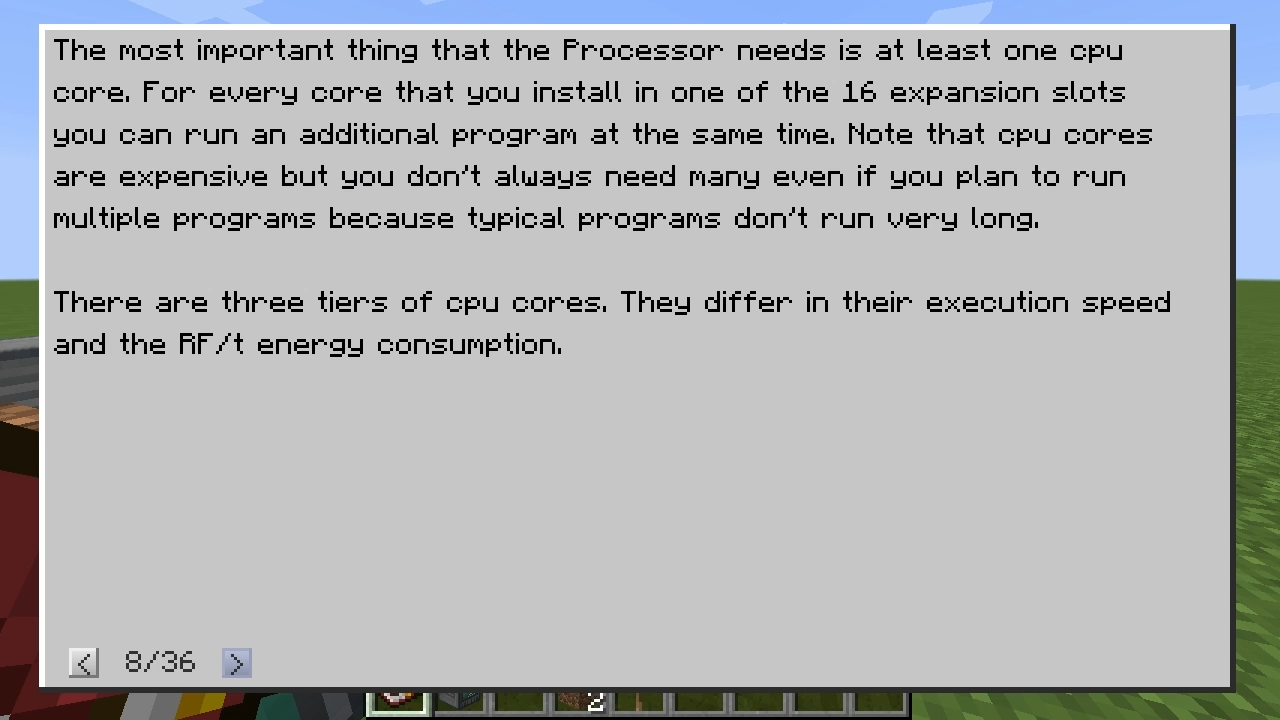 The most important thing that the Processor needs is at least one cpu
core. For every core that you install in one of the 16 expansion slots
you can run an additional program at the same time. Note that cpu cores
are expensive but you don't always need many even if you plan to run
multiple programs because typical programs don't run very long.
There are three tiers of cpu cores. They differ in their execution speed
and the RF/t energy consumption.
< 8/36 >
2